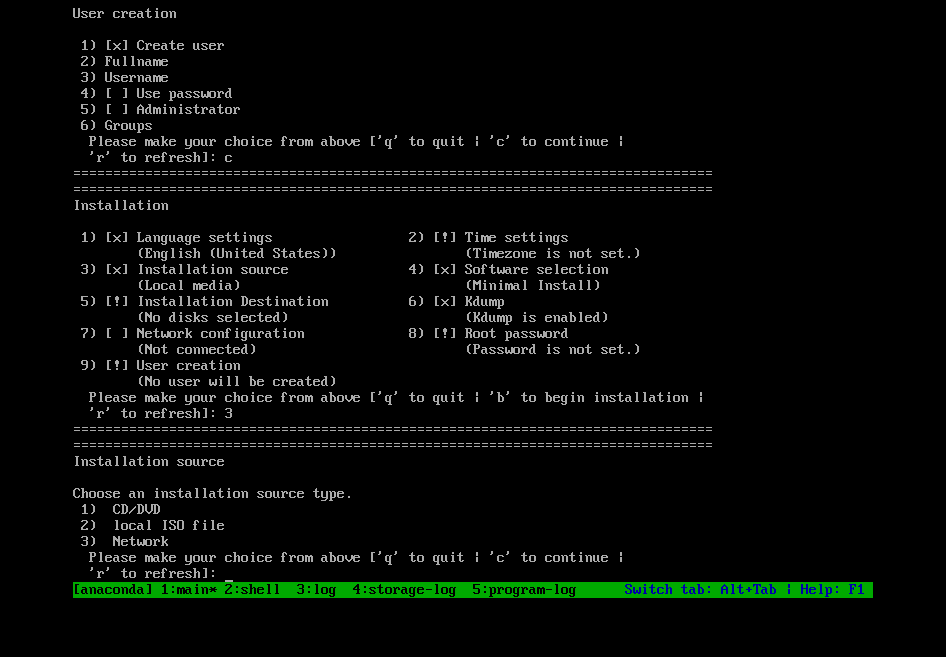 User creation
1) [x] Create user
2) Fullname
3) Username
4) [ ] Use password
5) [ ] Administrator
6) Groups
Please make your choice from above ['q' to quit | 'c' to continue |
'r' to refresh]: c
================================================================================
================================================================================
Installation
1) [x] Language settings 2) [!] Time settings
(English (United States)) (Timezone is not set.)
3) [x] Installation source 4) [x] Software selection
(Local media) (Minimal Install)
5) [!] Installation Destination 6) [x] Kdump
(No disks selected) (Kdump is enabled)
7) [ ] Network configuration 8) [!] Root password
(Not connected) (Password is not set.)
9) [!] User creation
(No user will be created)
Please make your choice from above ['q' to quit | 'b' to begin installation |
'r' to refresh]: 3
================================================================================
================================================================================
Installation source
Choose an installation source type.
1) CD/DVD
2) local ISO file
3) Network
Please make your choice from above ['q' to quit | 'c' to continue |
'r' to refresh]: _
[anaconda] 1:main* 2:shell 3:log 4:storage-log 5:program-log Switch tab: Alt+Tab | Help: F1